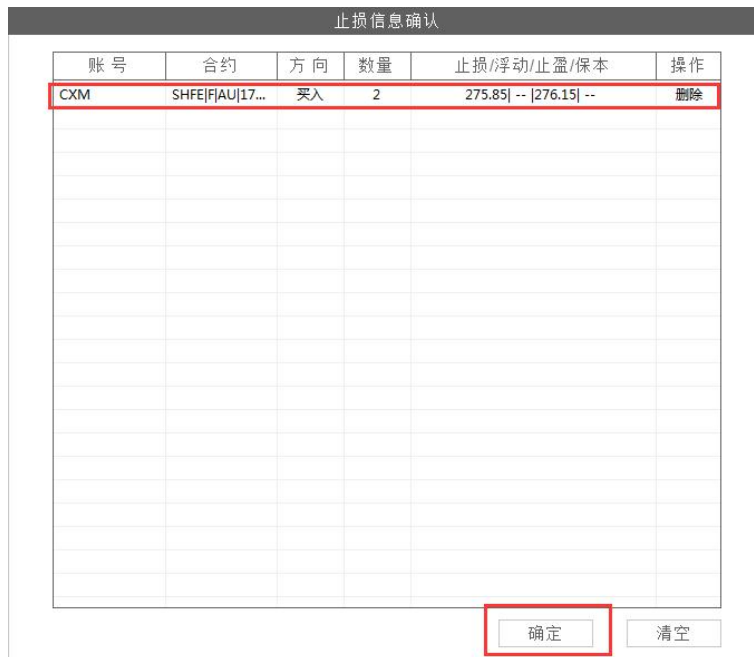 止损信息确认
账号 合约 方向 数量 止损/浮动/止盈/保本 操作
CXM SHFE|F|AU|17... 买入 2 275.85| -- |276.15| -- 删除
确定 清空